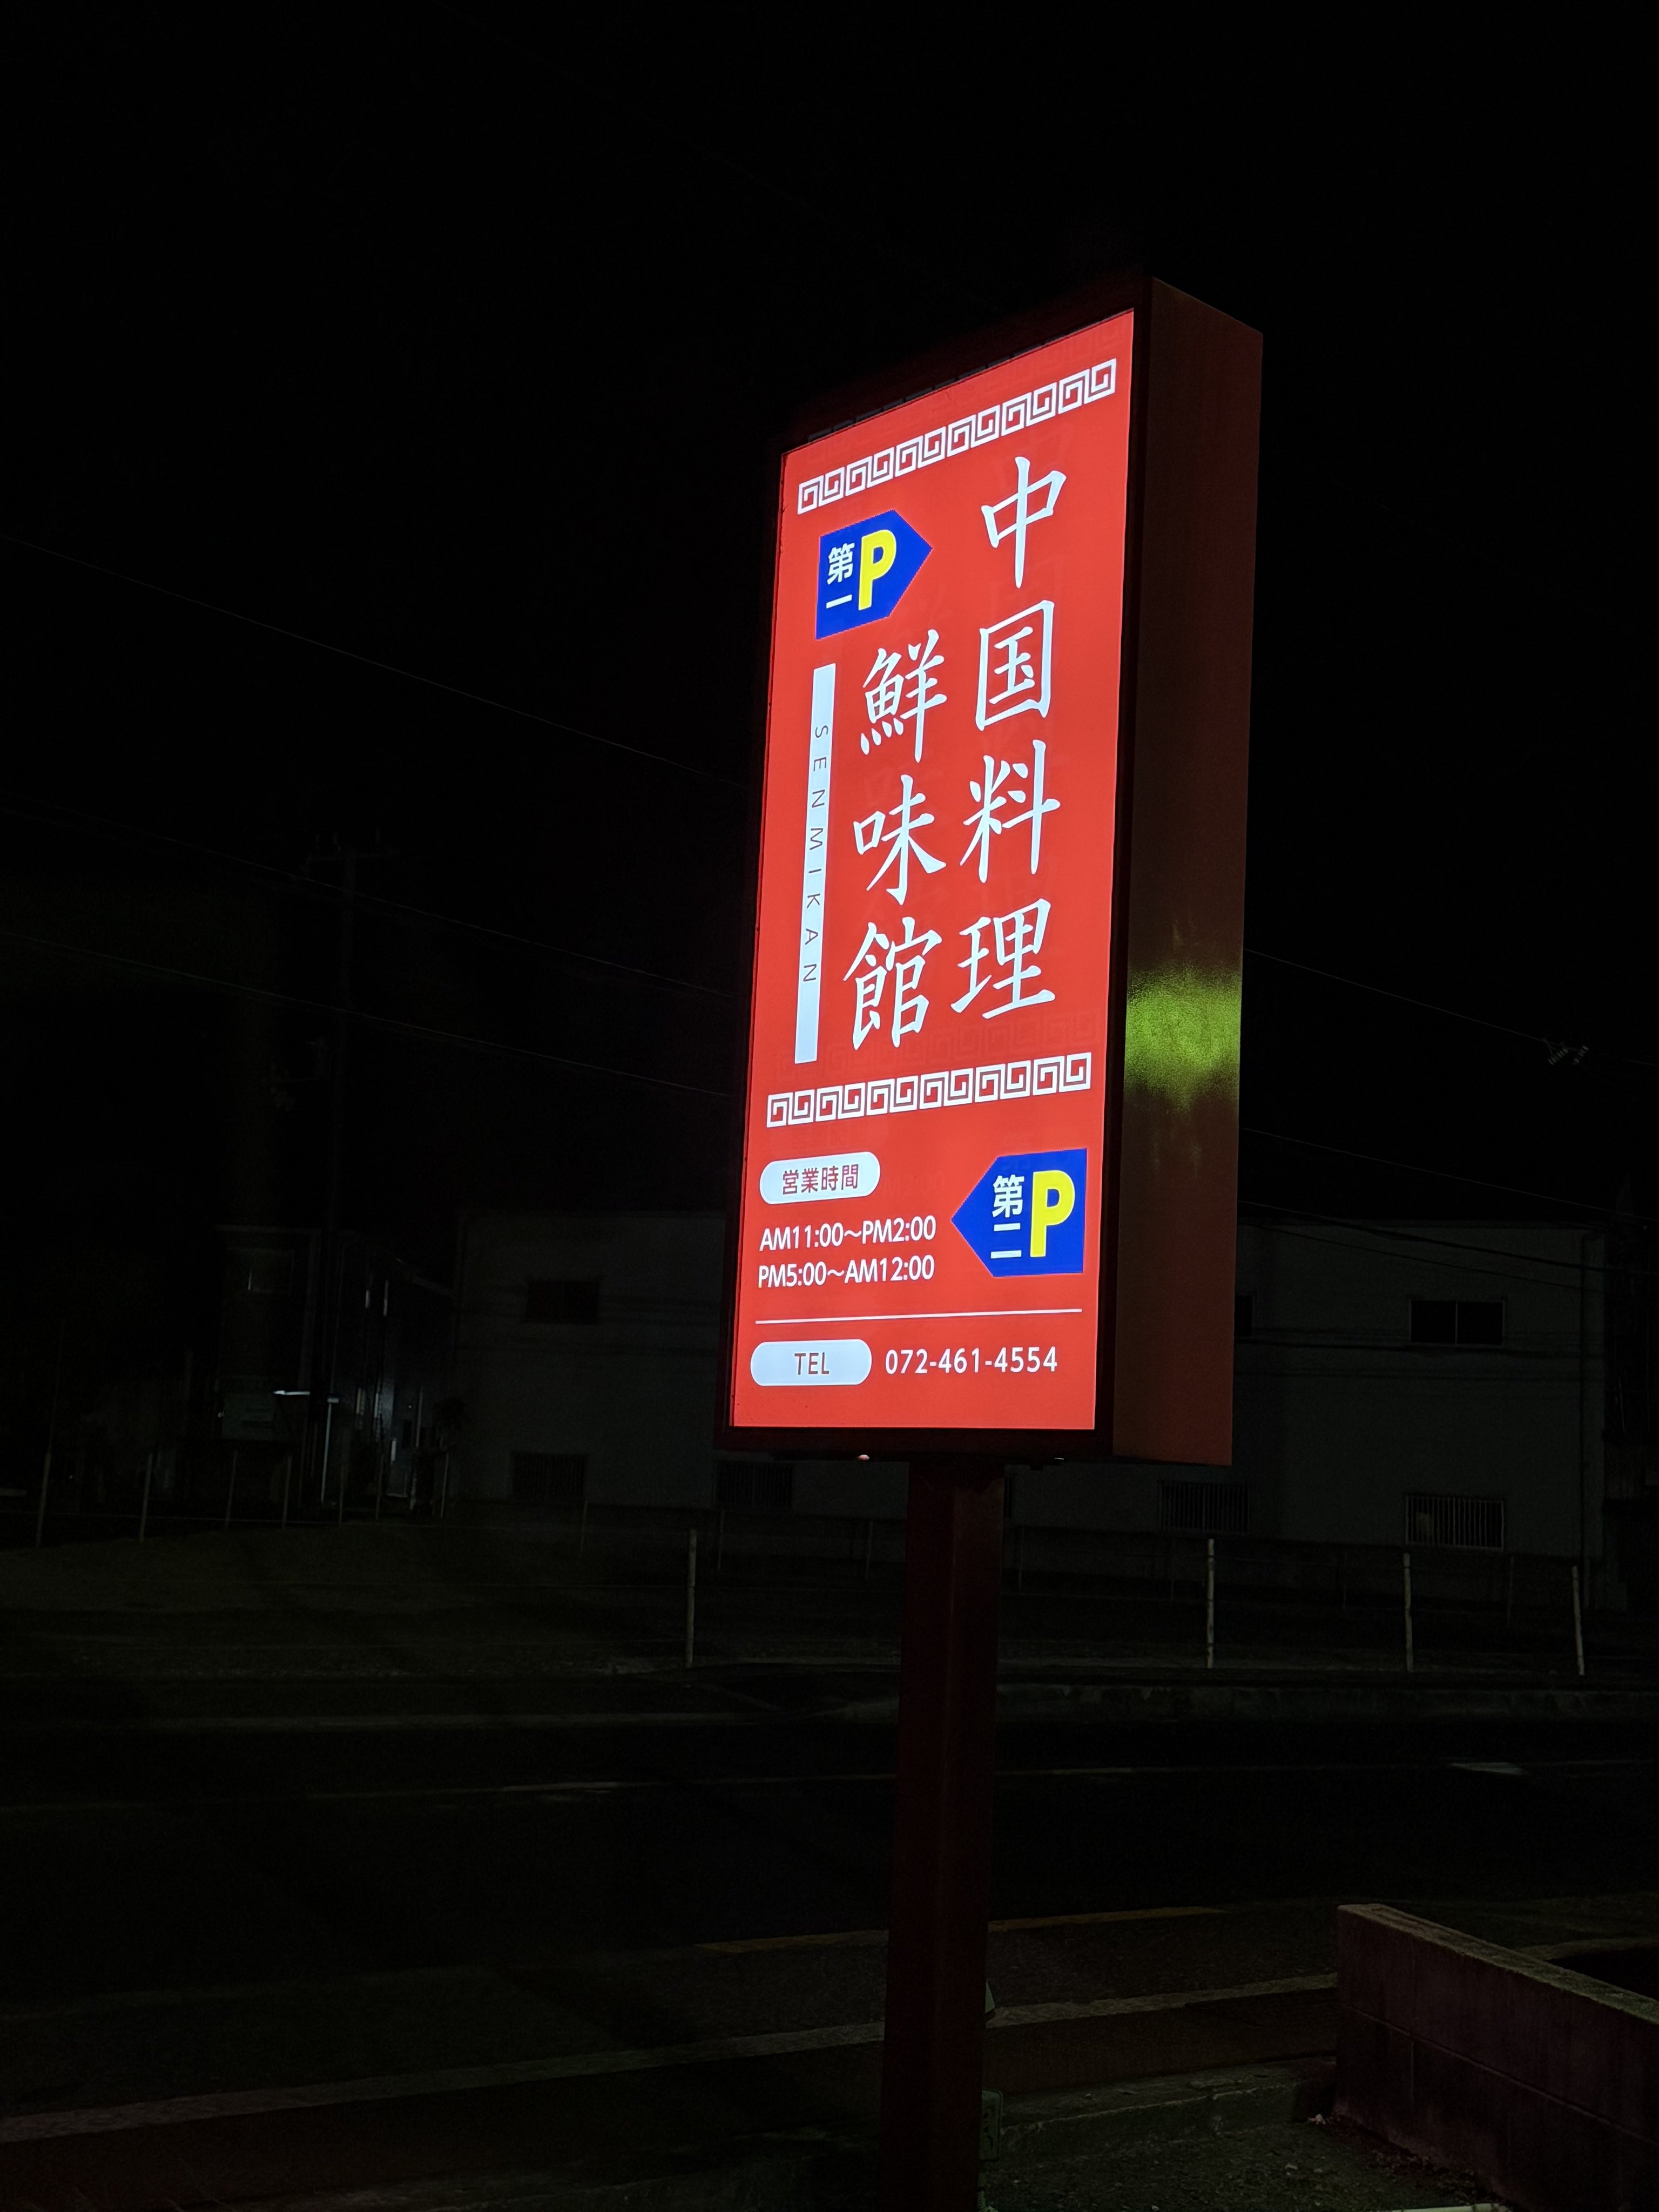 中国料理
鮮味館
SENMIKAN
第一P
営業時間
AM11:00～PM2:00
PM5:00～AM12:00
第二P
TEL 072-461-4554